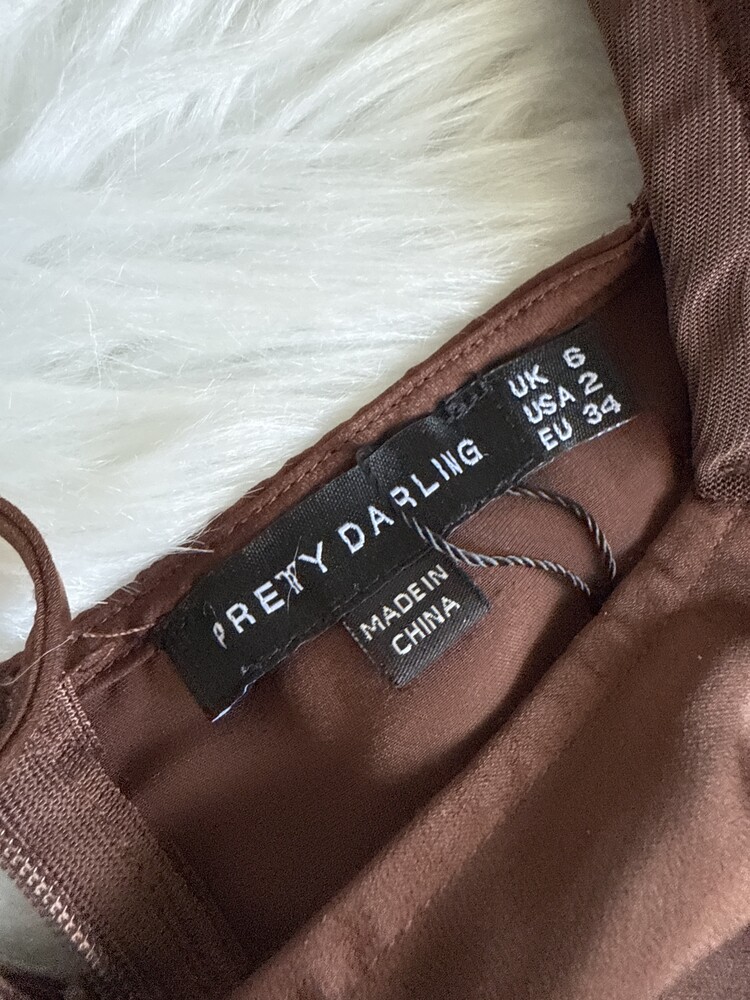 PRETTY DARLING
UK 6
USA 2
EU 34
MADE IN
CHINA